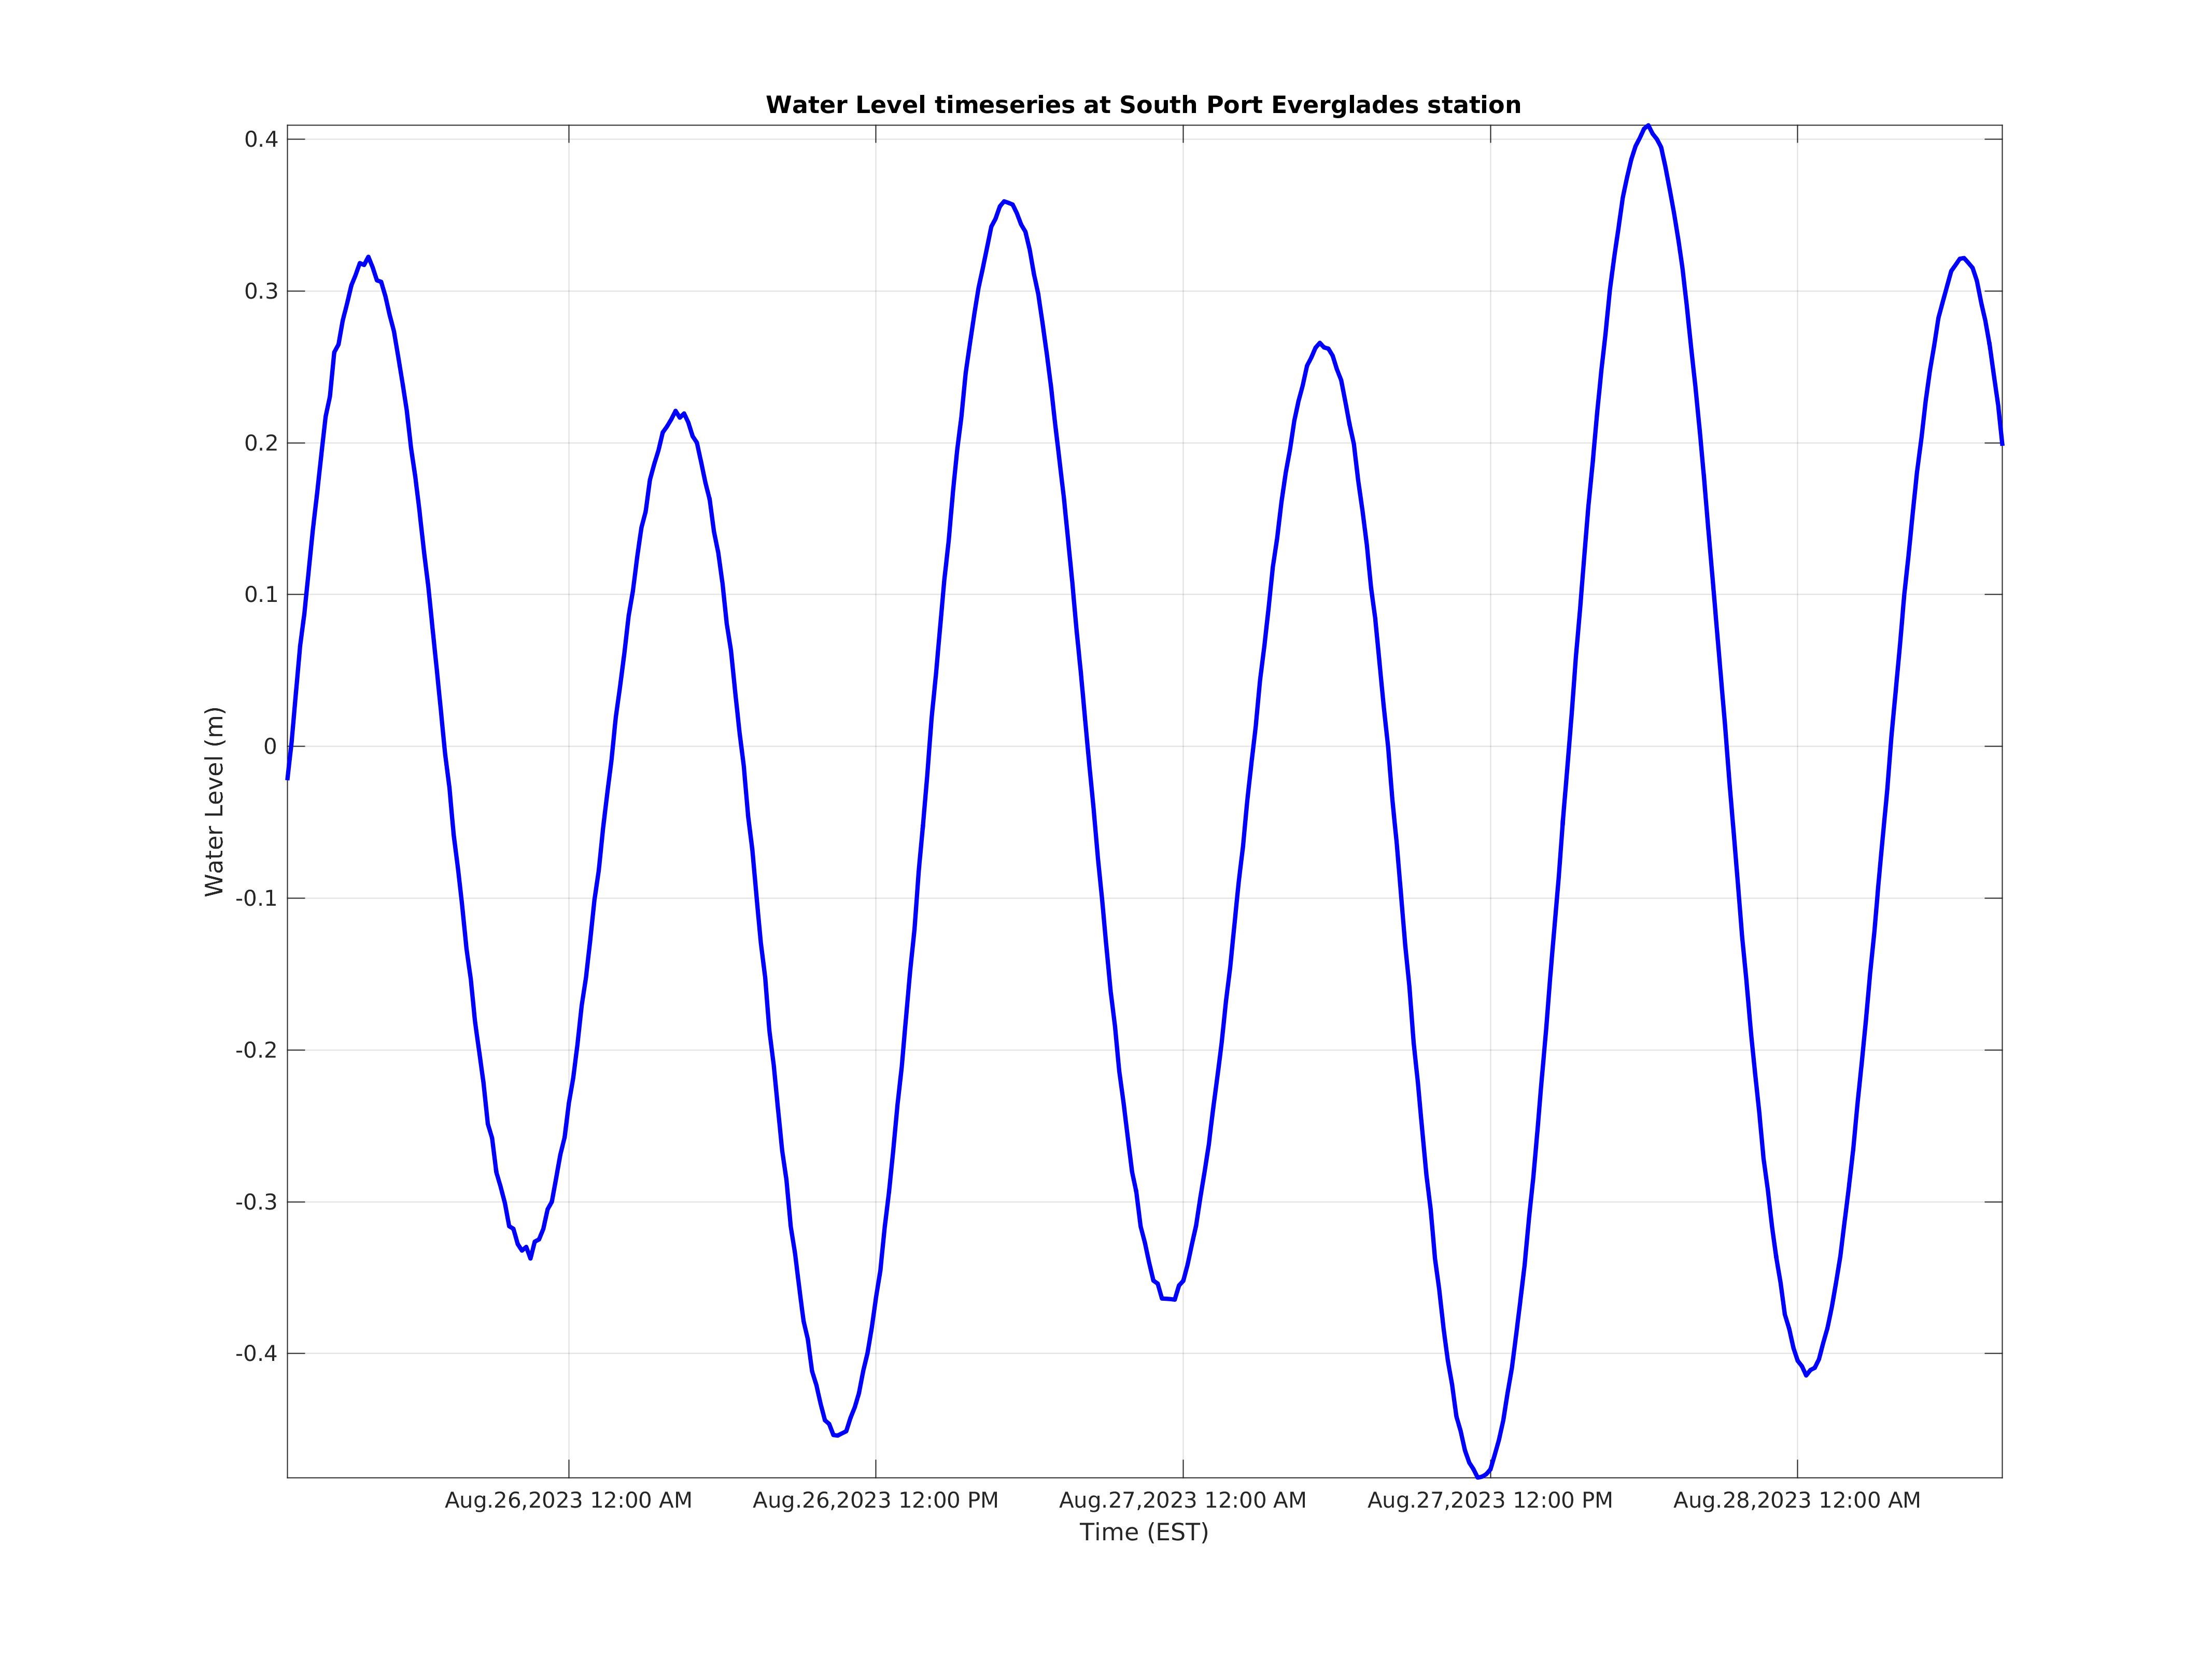 Water Level timeseries at South Port Everglades station
0.4
0.3
0.2
0.1
0
-0.1
-0.2
-0.3
-0.4
Water Level (m)
Aug.26,2023 12:00 AM
Aug.26,2023 12:00 PM
Aug.27,2023 12:00 AM
Aug.27,2023 12:00 PM
Aug.28,2023 12:00 AM
Time (EST)